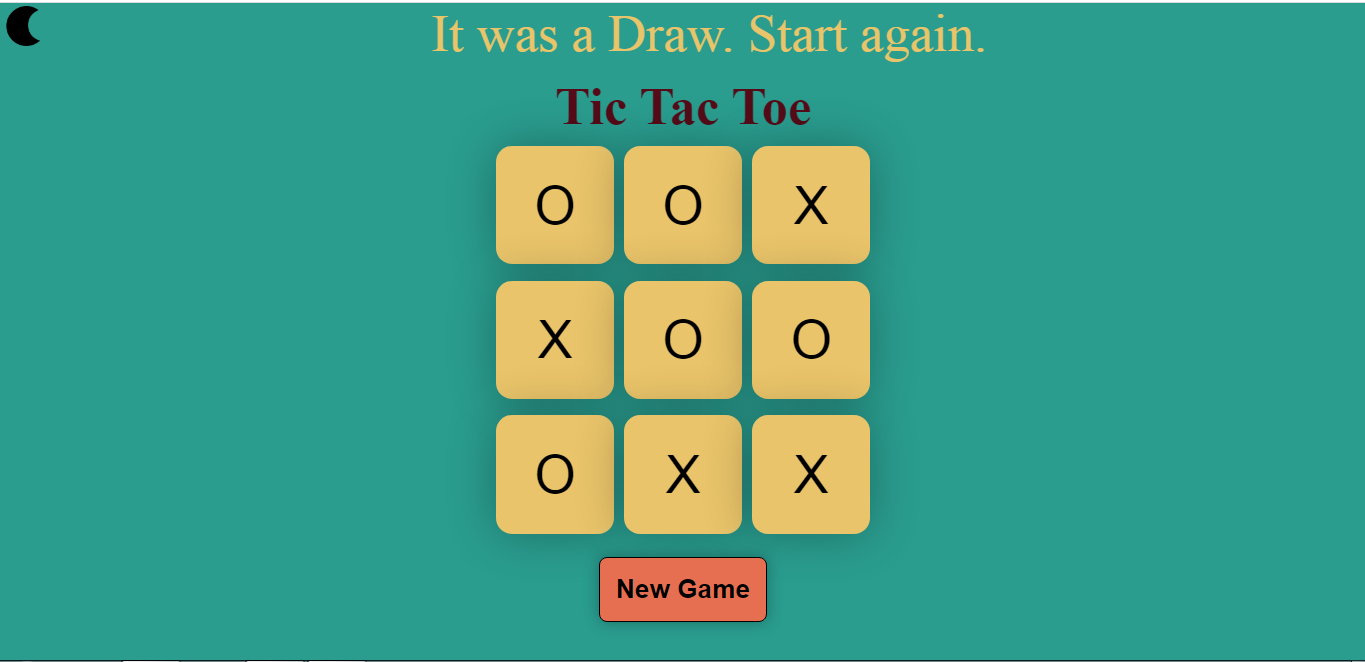 It was a Draw. Start again.
Tic Tac Toe
O O X
X O O
O X X
New Game